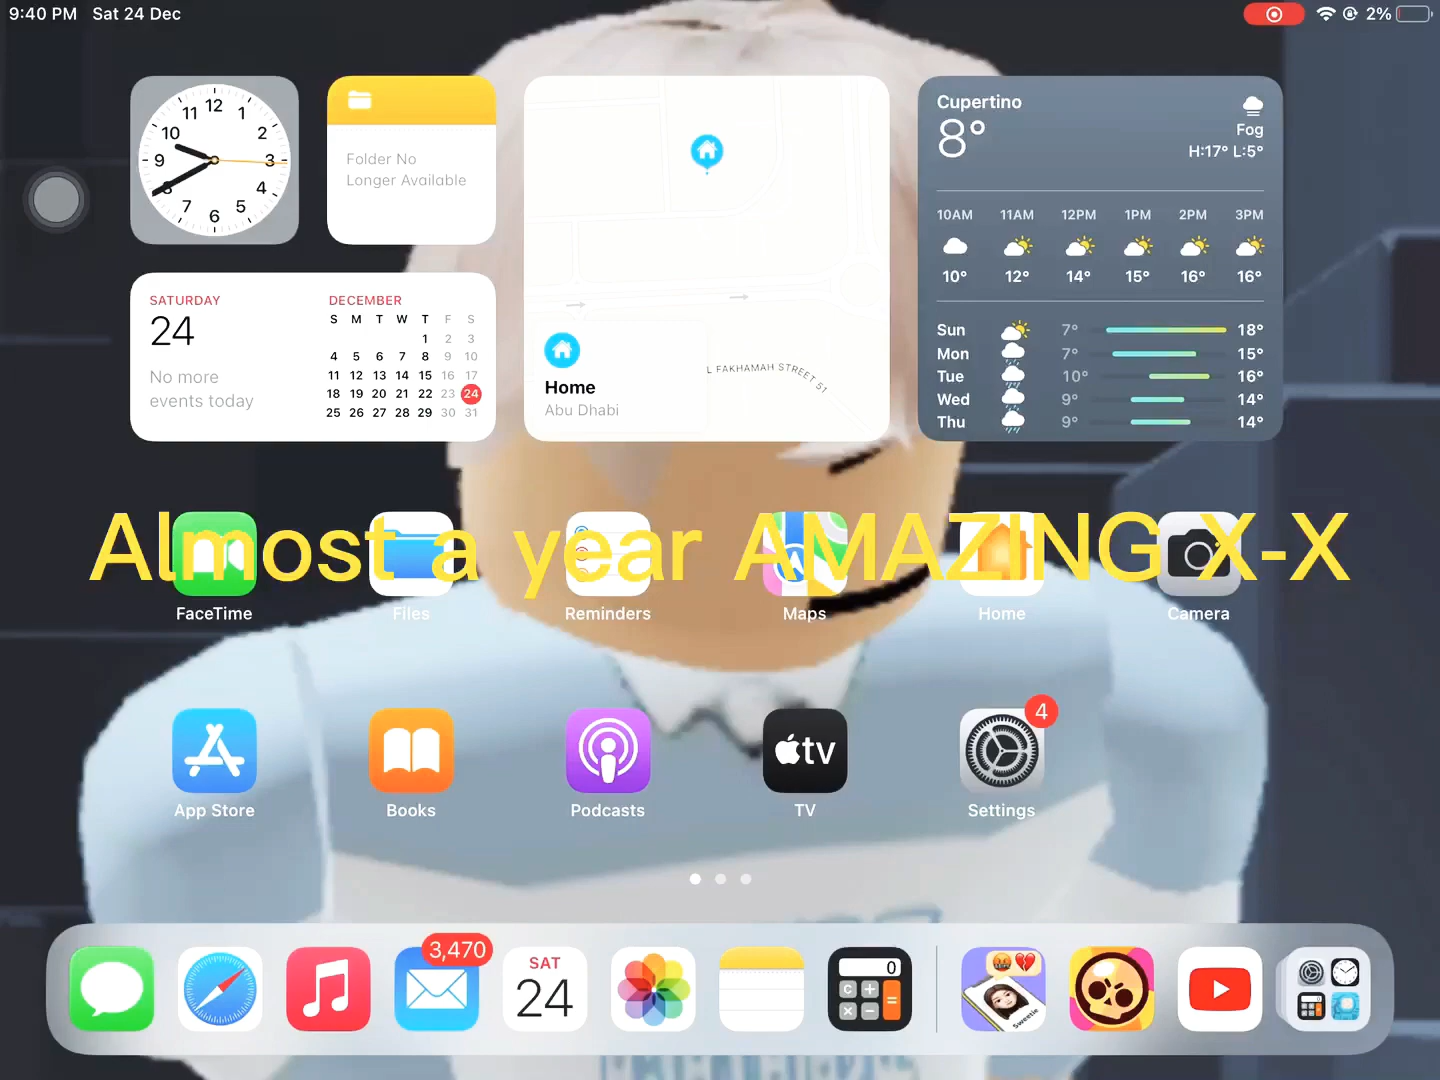 9:40 PM Sat 24 Dec
2%
12
11 1
10 2
9 3
8 4
7 5
6
Folder No
Longer Available
Home
Abu Dhabi
L FAKHAMAH STREET 51
Cupertino
8°
Fog
H:17° L:5°
10AM 11AM 12PM 1PM 2PM 3PM
10° 12° 14° 15° 16° 16°
Sun 7° 18°
Mon 7° 15°
Tue 10° 16°
Wed 9° 14°
Thu 9° 14°
SATURDAY
24
No more
events today
DECEMBER
S M T W T F S
1 2 3
4 5 6 7 8 9 10
11 12 13 14 15 16 17
18 19 20 21 22 23 24
25 26 27 28 29 30 31
Almost a year AMAZING X-X
FaceTime Files Reminders Maps Home Camera
tv
4
App Store Books Podcasts TV Settings
3,470
SAT
24
0
C + − × =
Sweetie